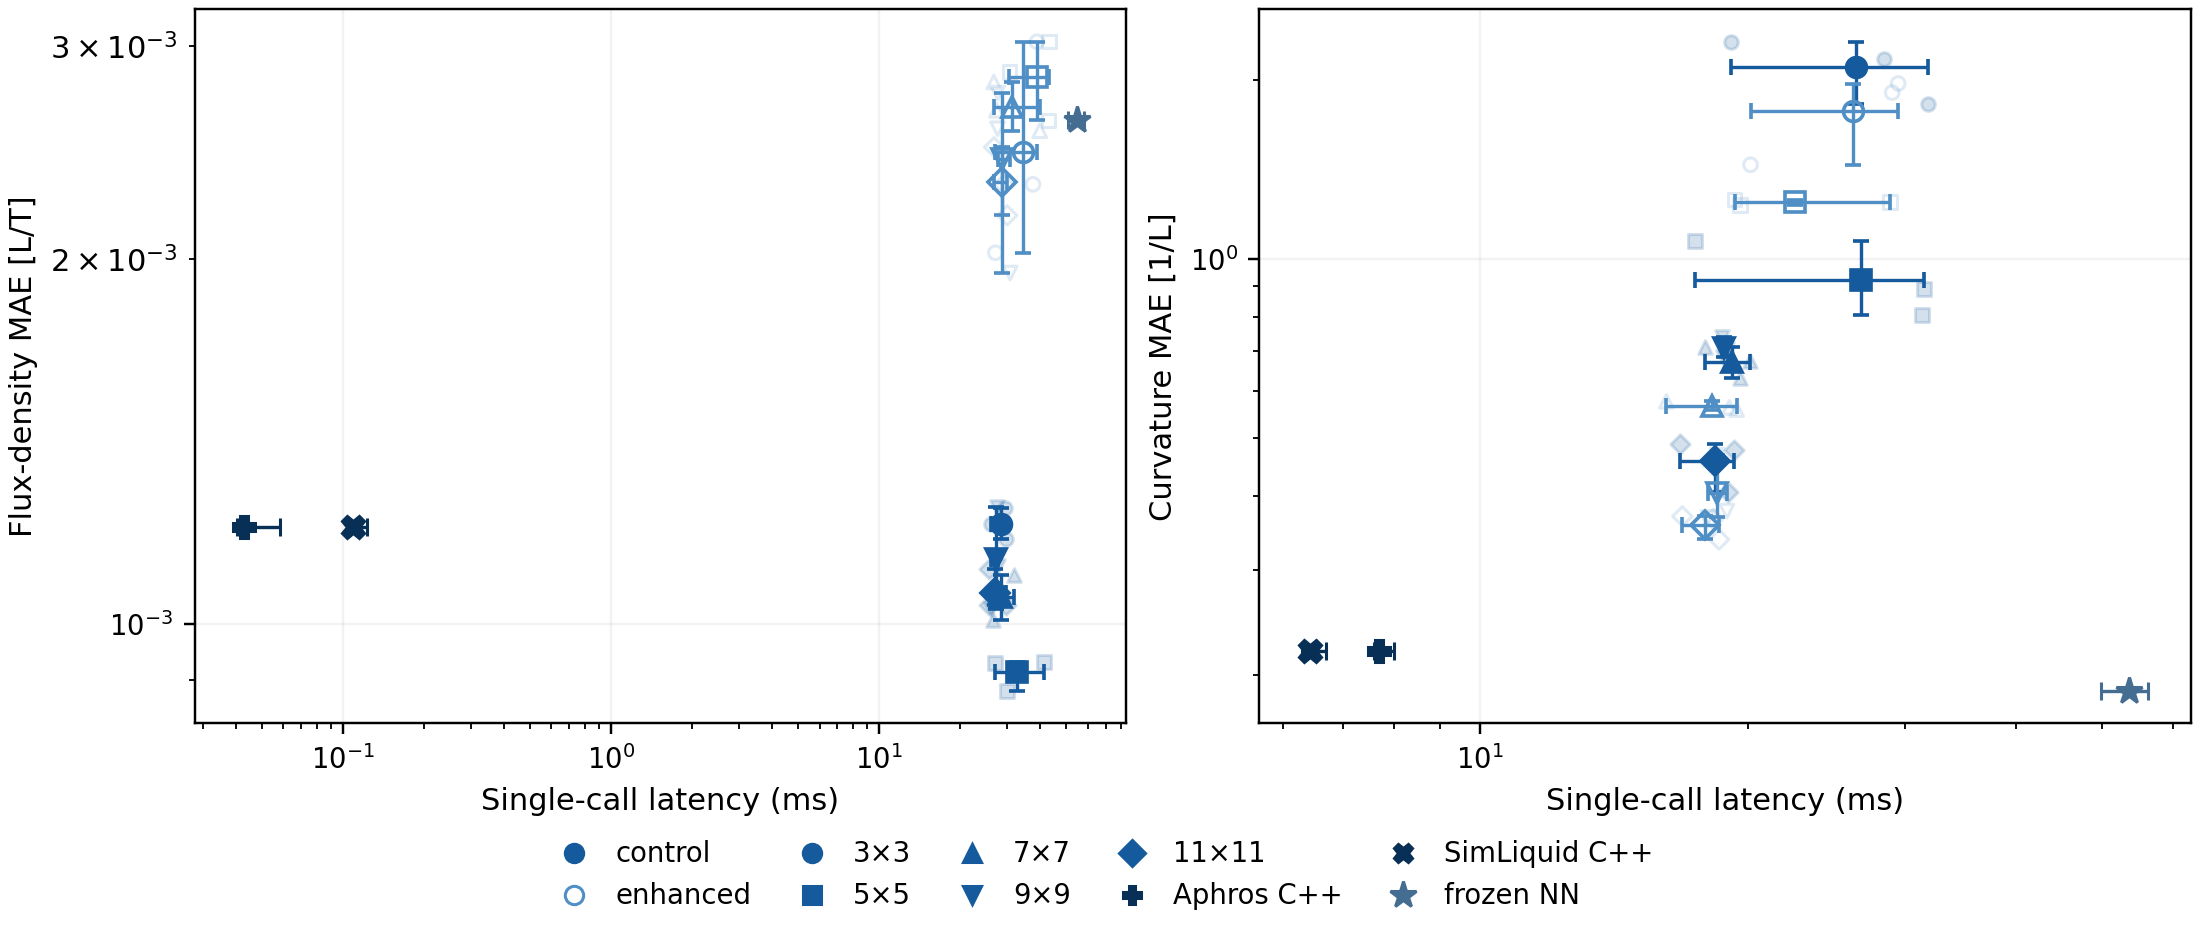 Flux-density MAE [L/T]
3 × 10⁻³
2 × 10⁻³
10⁻³
10⁻¹
10⁰
10¹
Single-call latency (ms)
Curvature MAE [1/L]
10⁰
10¹
Single-call latency (ms)
control
3×3
7×7
11×11
SimLiquid C++
enhanced
5×5
9×9
Aphros C++
frozen NN